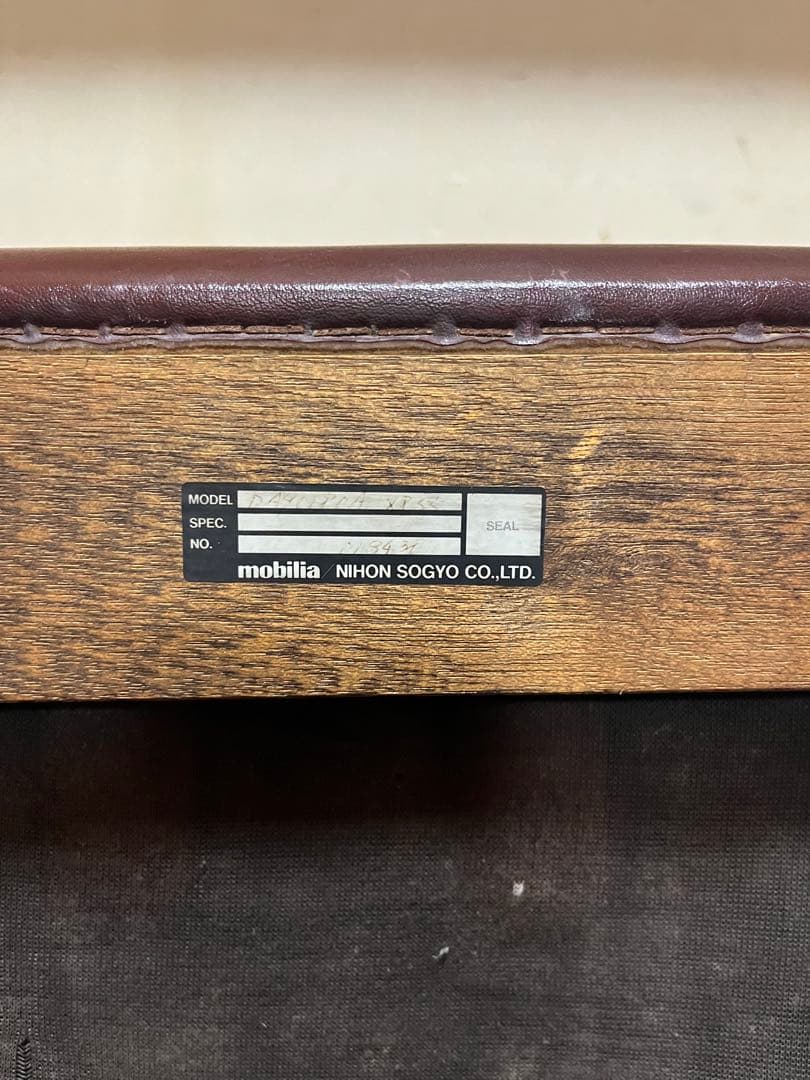 MODEL
SPEC.
NO.
SEAL
mobilia / NIHON SOGYO CO.,LTD.